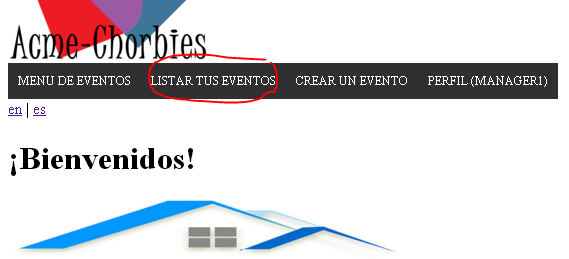 Acme-Chorbies
MENU DE EVENTOS LISTAR TUS EVENTOS CREAR UN EVENTO PERFIL (MANAGER1)
en | es
¡Bienvenidos!